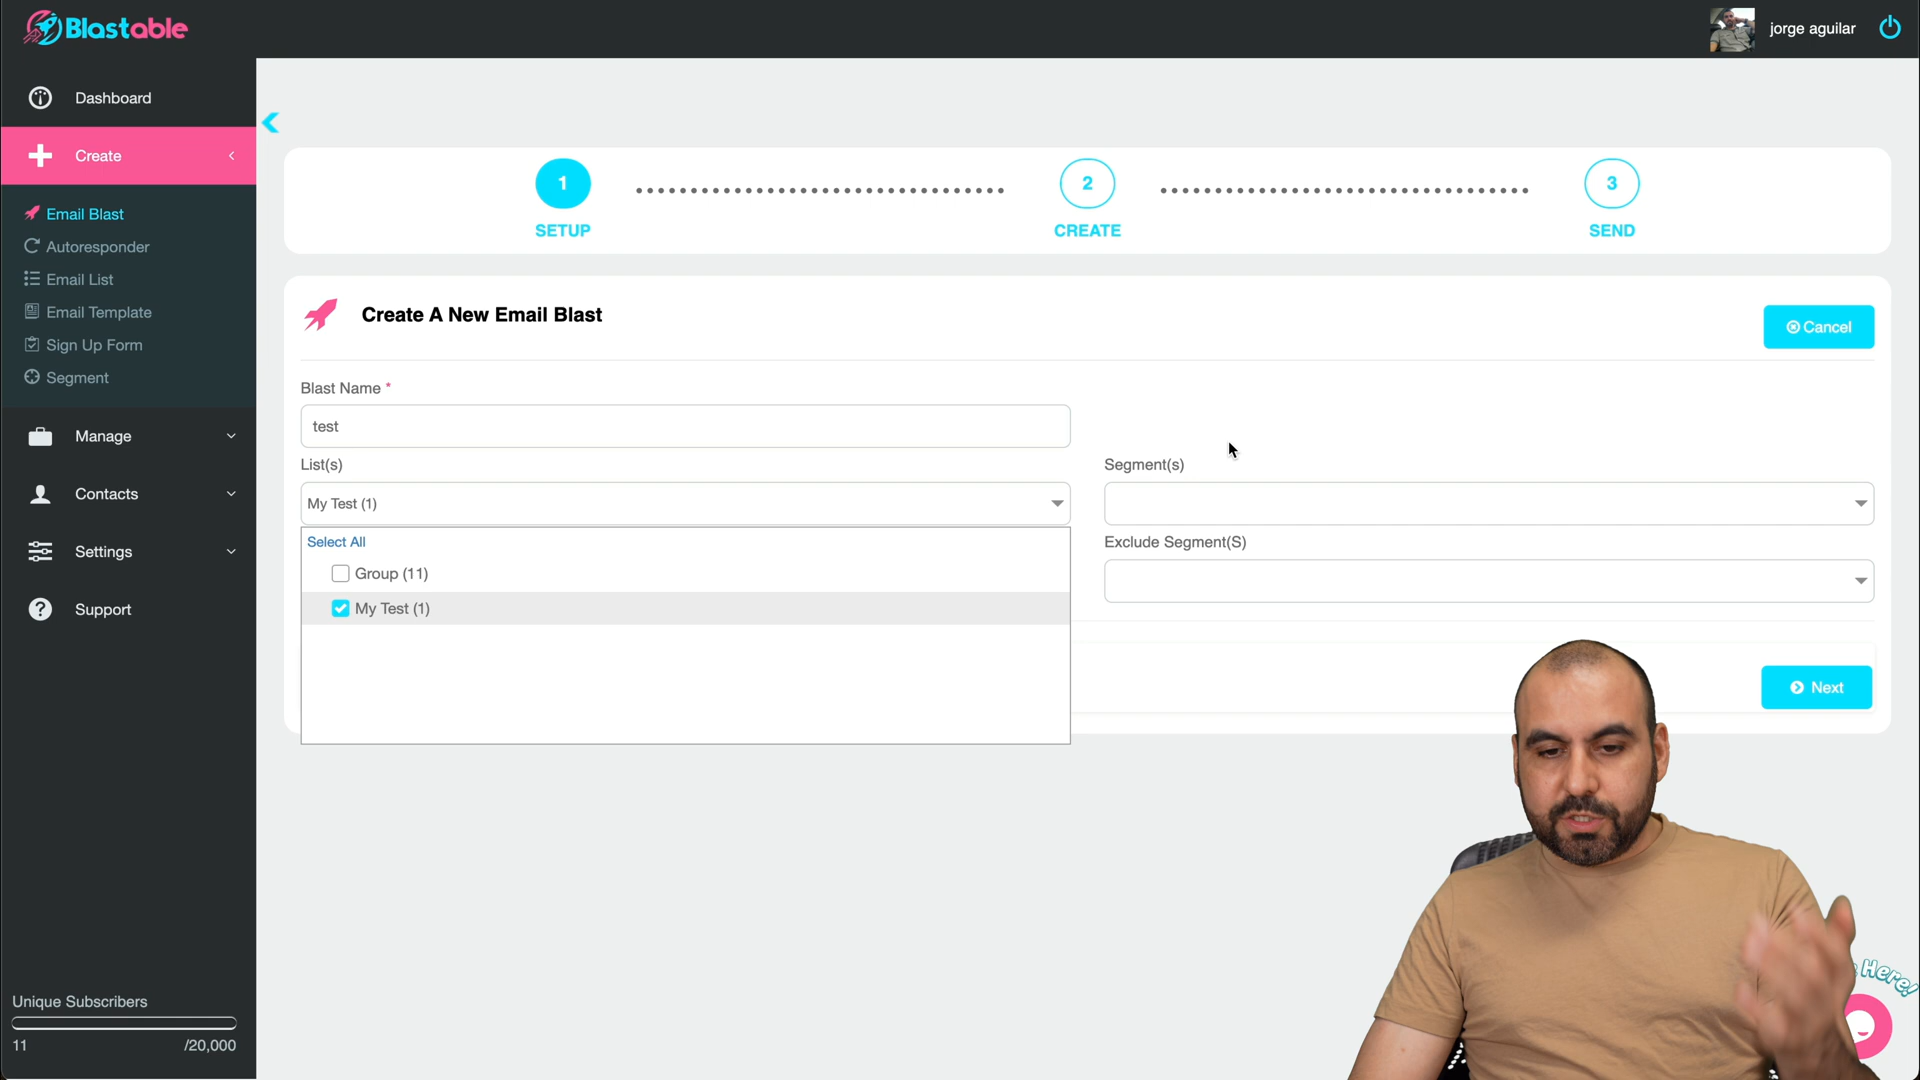 Blastable
jorge aguilar
Dashboard
Create
Email Blast
Autoresponder
Email List
Email Template
Sign Up Form
Segment
Manage
Contacts
Settings
Support
Unique Subscribers
11 /20,000
1 2 3
SETUP CREATE SEND
Create A New Email Blast
Cancel
Blast Name *
test
List(s)
My Test (1)
Select All
Group (11)
My Test (1)
Segment(s)
Exclude Segment(S)
Next
Here!